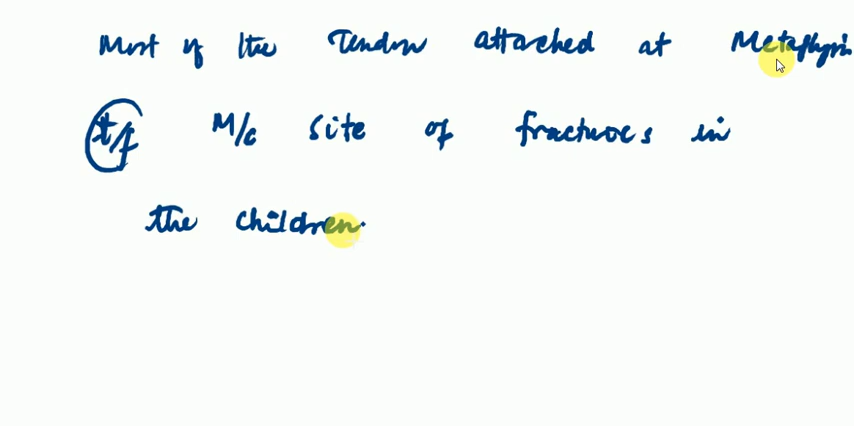 Most of the Tendon attached at Metaphysis
t/f M/c site of fractures in
the children.